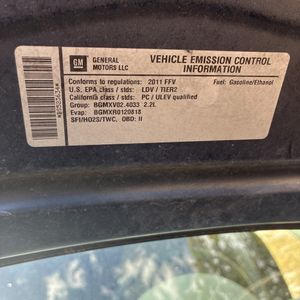 GM
GENERAL MOTORS LLC
VEHICLE EMISSION CONTROL INFORMATION
Conforms to regulations: 2011 FFV Fuel: Gasoline/Ethanol
U.S. EPA class / stds: LDV / TIER2
California class / stds: PC / ULEV qualified
Group: BGMXV02.4033 2.2L
Evap: BGMXR0120818
SFI/HO2S/TWC, OBD: II